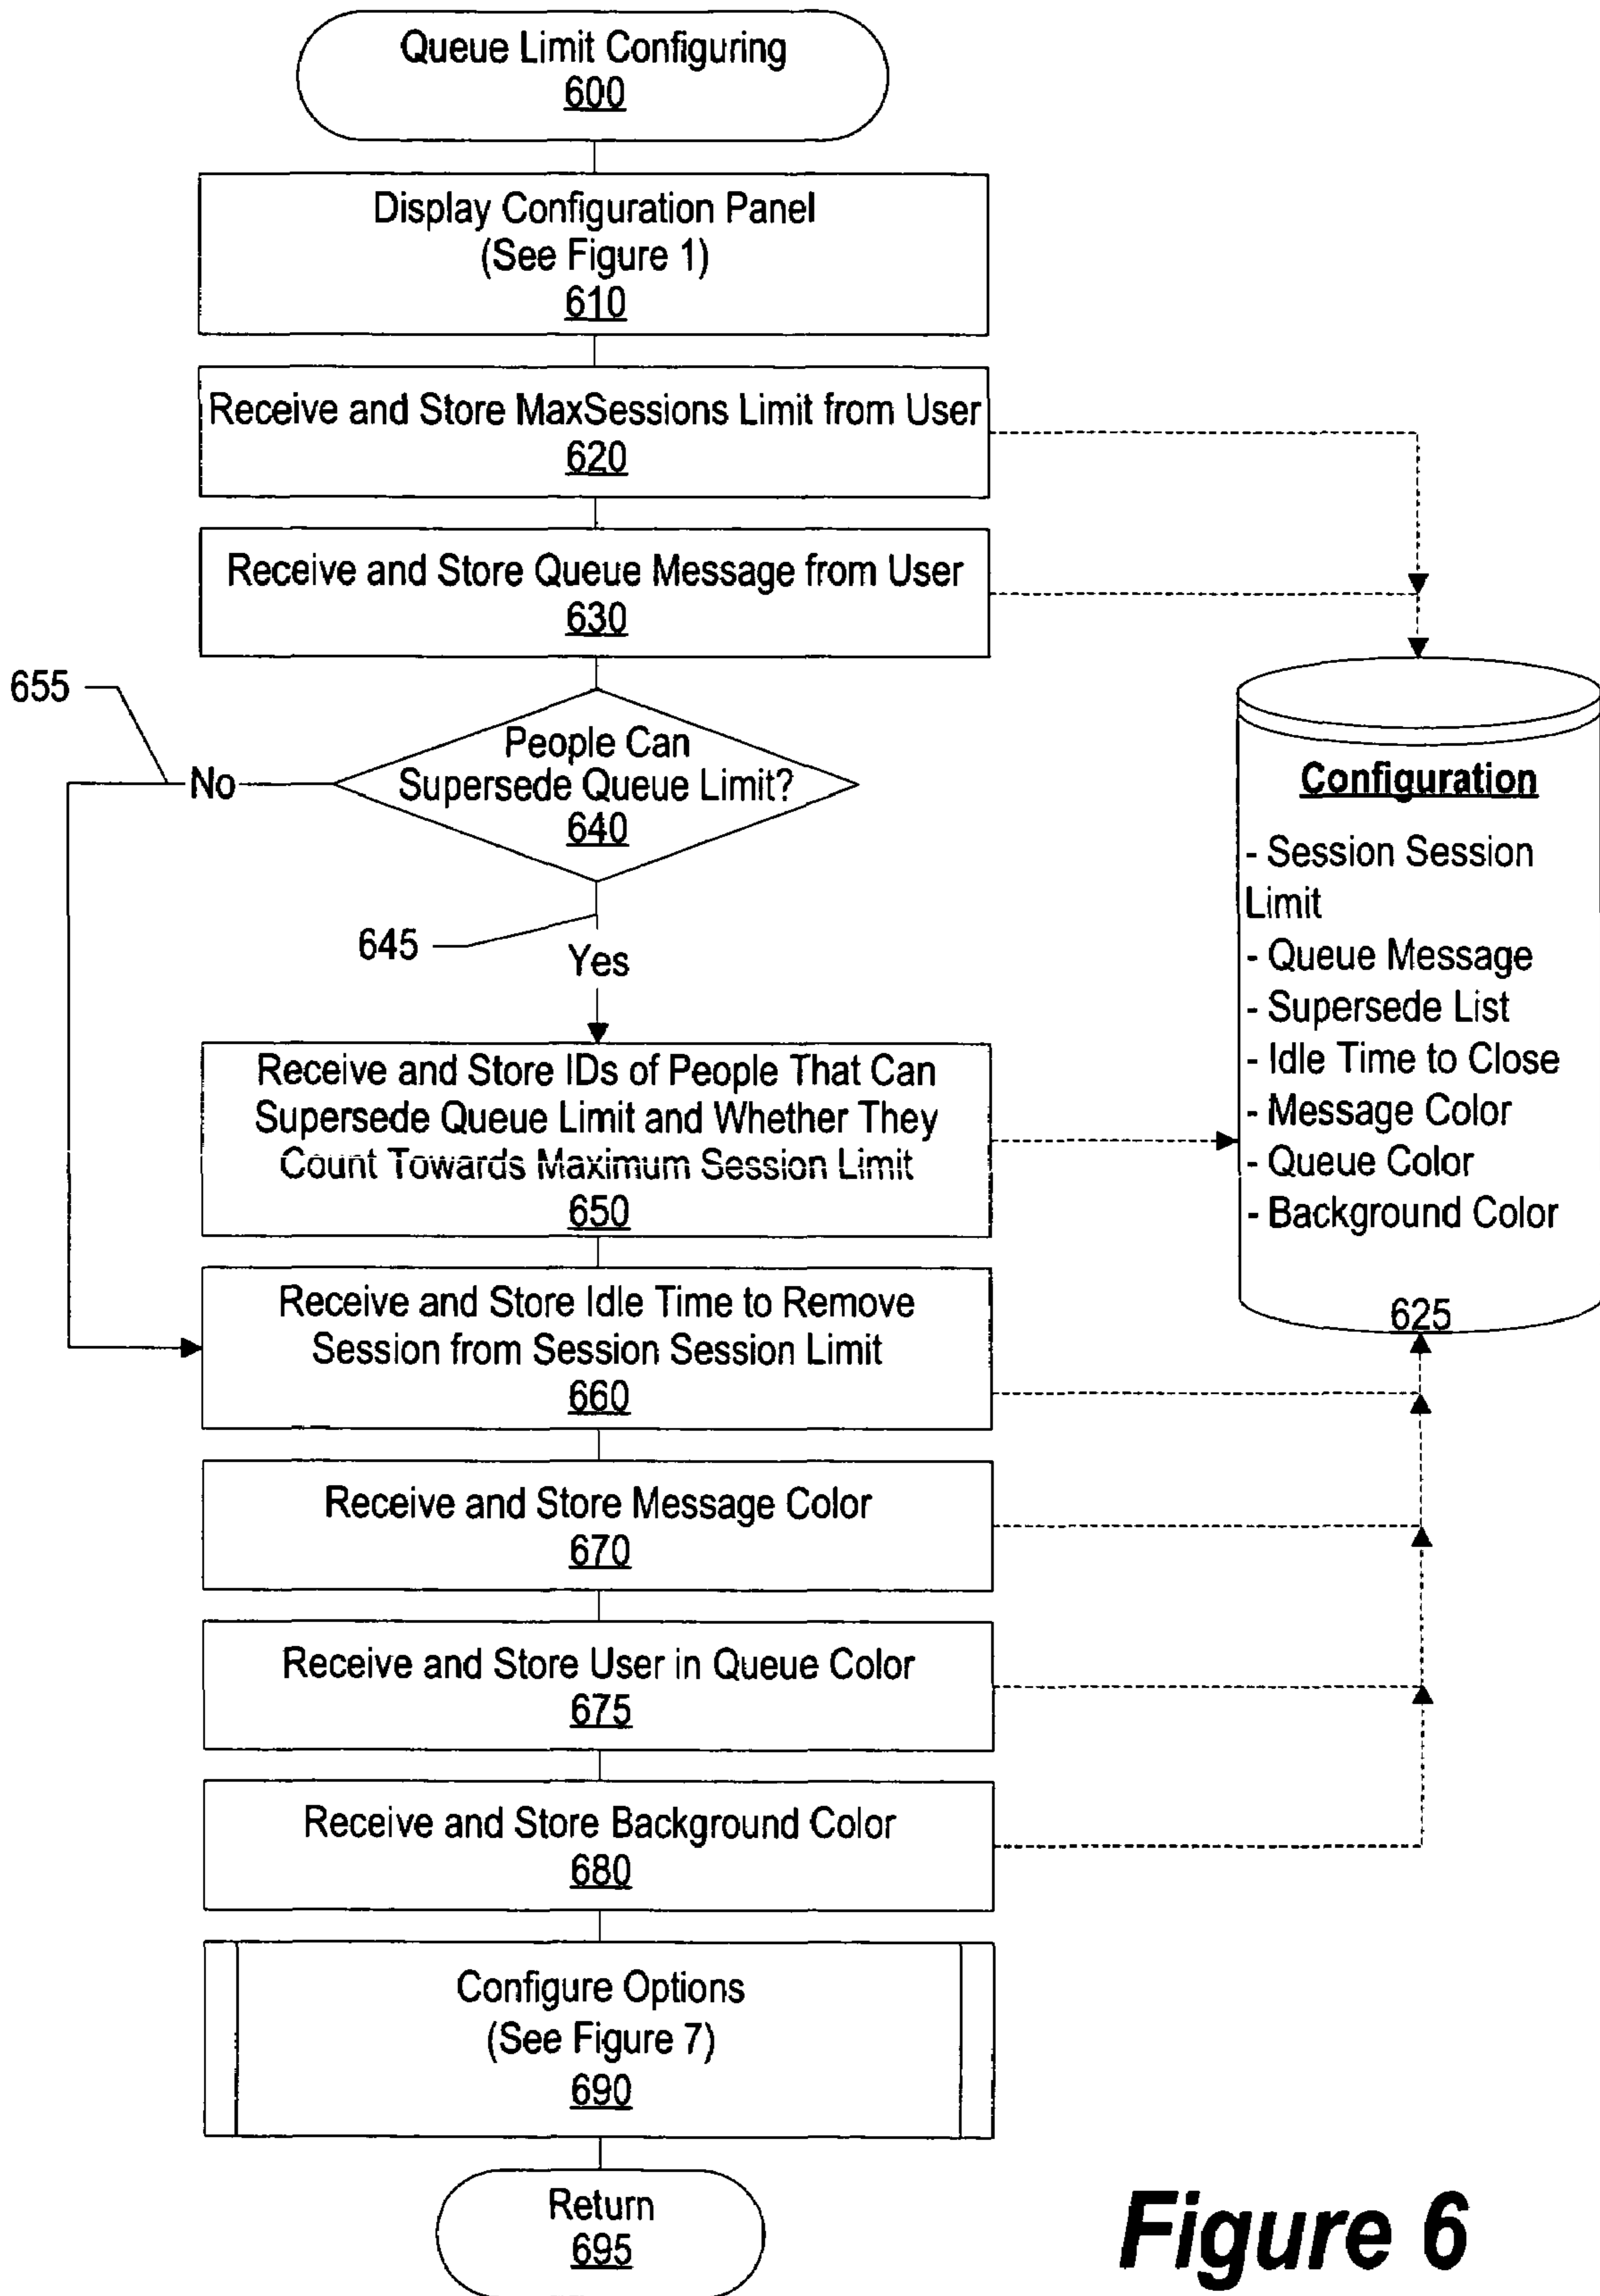 Queue Limit Configuring
600
Display Configuration Panel
(See Figure 1)
610
Receive and Store MaxSessions Limit from User
620
Receive and Store Queue Message from User
630
655
People Can
Supersede Queue Limit?
640
No
645
Yes
Receive and Store IDs of People That Can
Supersede Queue Limit and Whether They
Count Towards Maximum Session Limit
650
Receive and Store Idle Time to Remove
Session from Session Session Limit
660
Receive and Store Message Color
670
Receive and Store User in Queue Color
675
Receive and Store Background Color
680
Configure Options
(See Figure 7)
690
Return
695
Configuration
- Session Session
Limit
- Queue Message
- Supersede List
- Idle Time to Close
- Message Color
- Queue Color
- Background Color
625
Figure 6